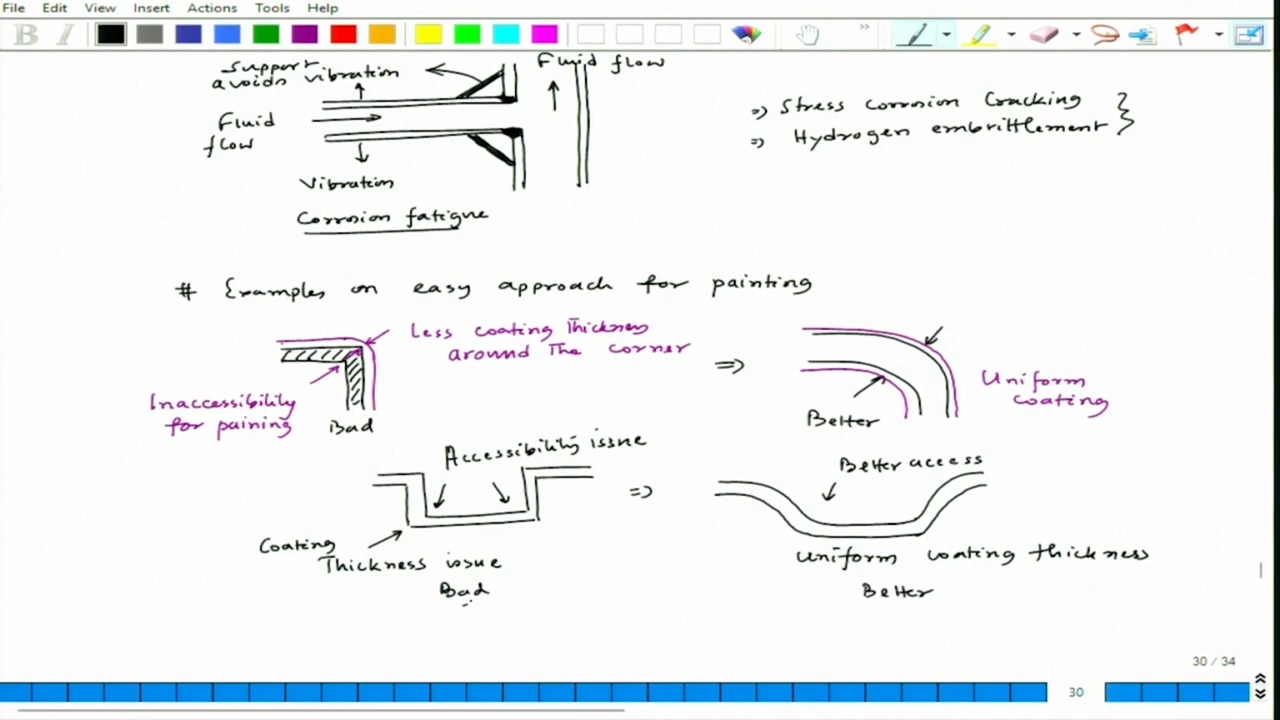 File Edit View Insert Actions Tools Help
B I
Support
avoids vibration
Fluid flow
Fluid
flow
Vibration
Corrosion fatigue
=> Stress Corrosion Cracking
=> Hydrogen embrittlement
# Examples on easy approach for painting
Less coating Thickness
around The corner
Inaccessibility
for paining
Bad
=>
Better
Uniform
coating
Accessibility issue
Coating
Thickness issue
Bad
=>
Better access
Uniform coating thickness
Better
30 / 34
30